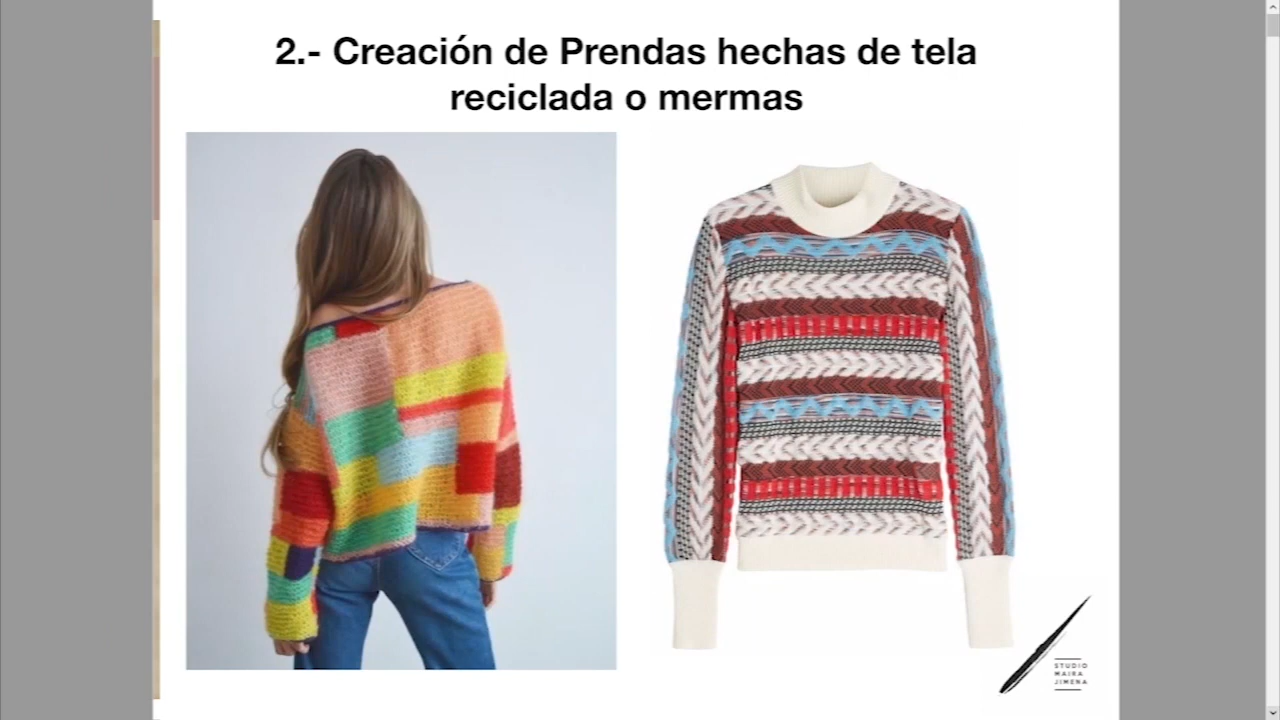 2.- Creación de Prendas hechas de tela
reciclada o mermas
STUDIO
MAIRA
JIMENA